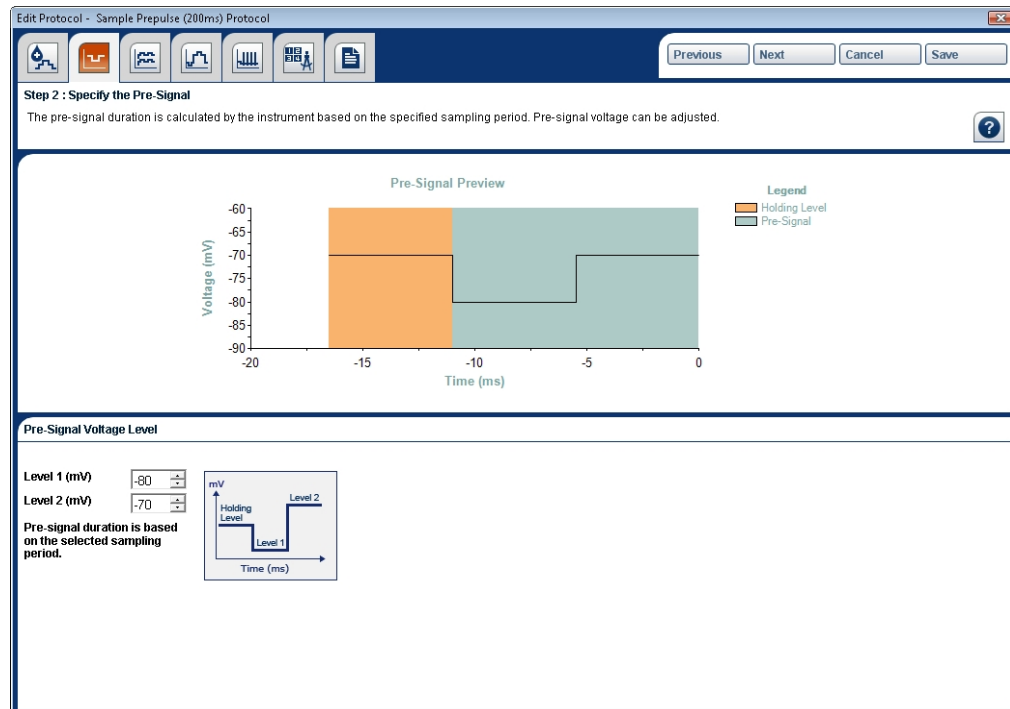 Edit Protocol - Sample Prepulse (200ms) Protocol
Previous Next Cancel Save
Step 2 : Specify the Pre-Signal
The pre-signal duration is calculated by the instrument based on the specified sampling period. Pre-signal voltage can be adjusted.
?
Pre-Signal Preview
Legend
Holding Level
Pre-Signal
Voltage (mV)
-60
-65
-70
-75
-80
-85
-90
-20 -15 -10 -5 0
Time (ms)
Pre-Signal Voltage Level
Level 1 (mV) -80
Level 2 (mV) -70
Pre-signal duration is based
on the selected sampling
period.
mV
Holding
Level
Level 1
Level 2
Time (ms)